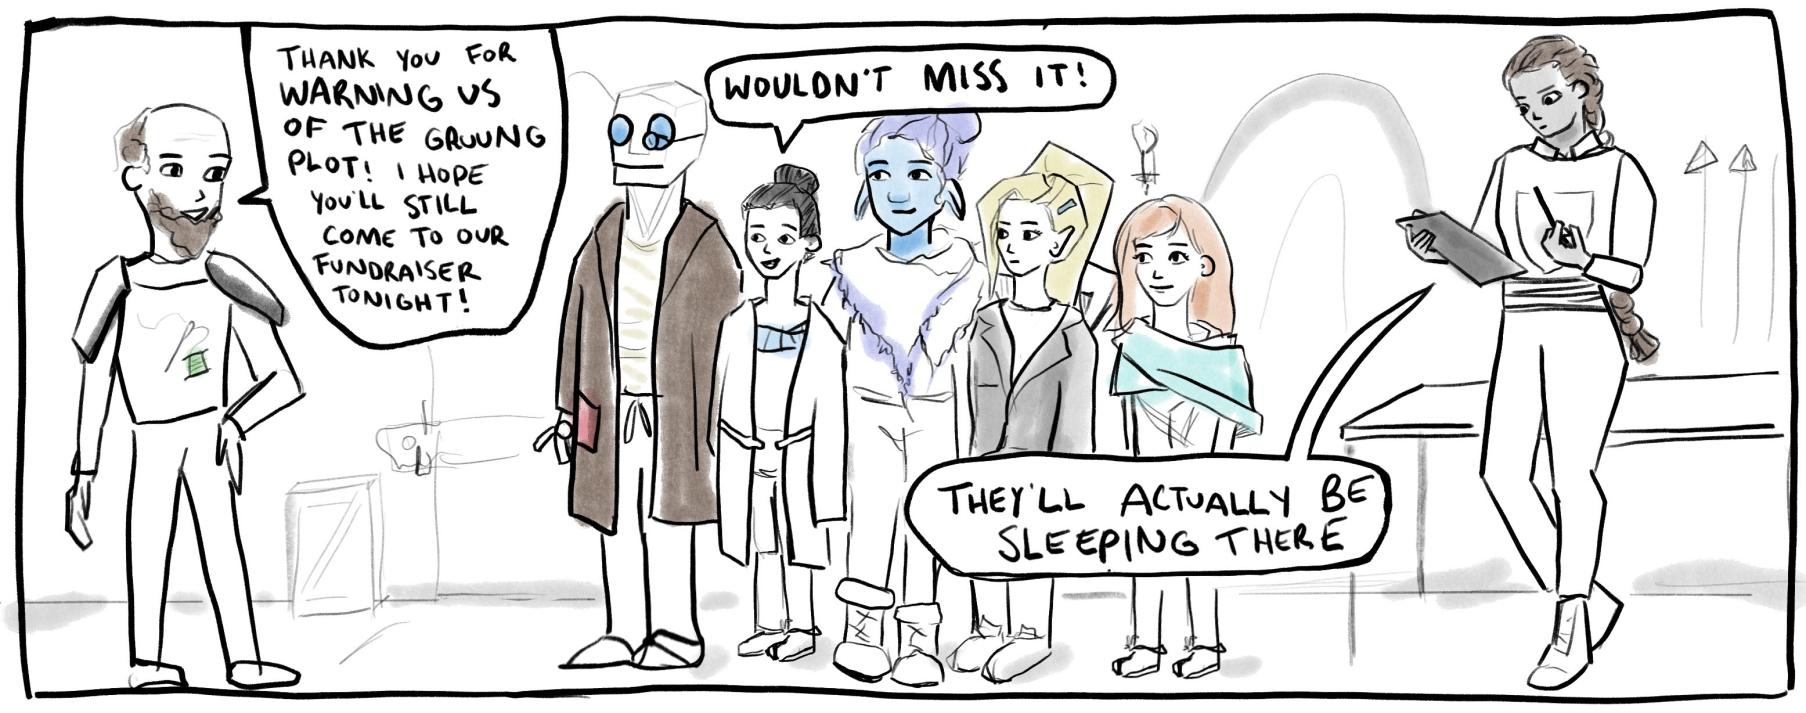 THANK YOU FOR
WARNING US
OF THE GRUUNG
PLOT! I HOPE
YOU'LL STILL
COME TO OUR
FUNDRAISER
TONIGHT!
WOULDN'T MISS IT!
THEY'LL ACTUALLY BE
SLEEPING THERE